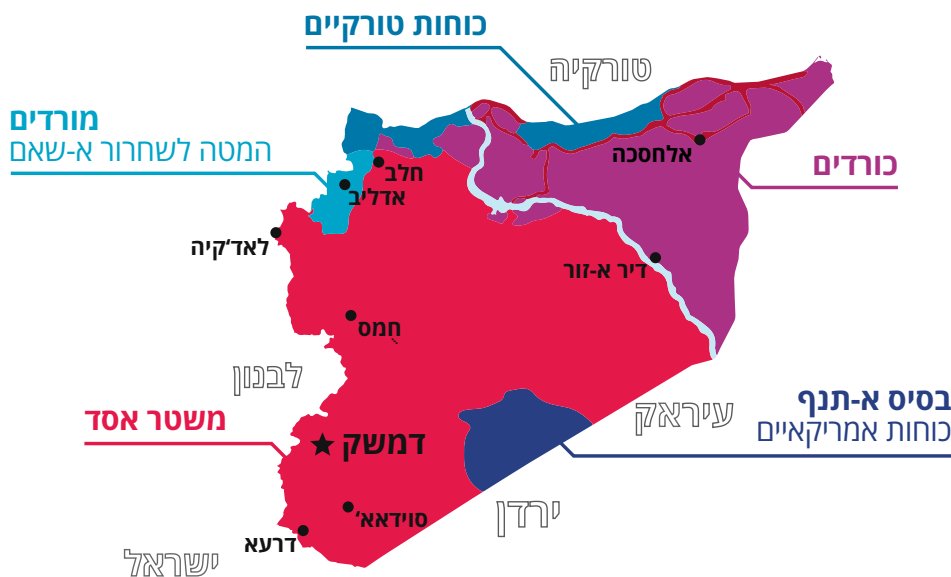 כוחות טורקיים
טורקיה
מורדים
המטה לשחרור א-שאם
אלחסכה
כורדים
חלב
אדליב
לאד'קיה
דיר א-זור
חמס
לבנון
בסיס א-תנף
כוחות אמריקאיים
עיראק
משטר אסד
דמשק
ירדן
סוידאא'
דרעא
ישראל